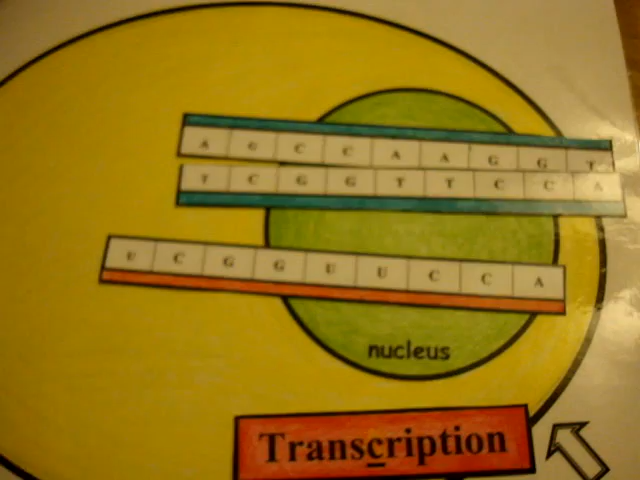 A G C C A A G G T
T C G G T T C C A
U C G G U U C C A
nucleus
Transcription